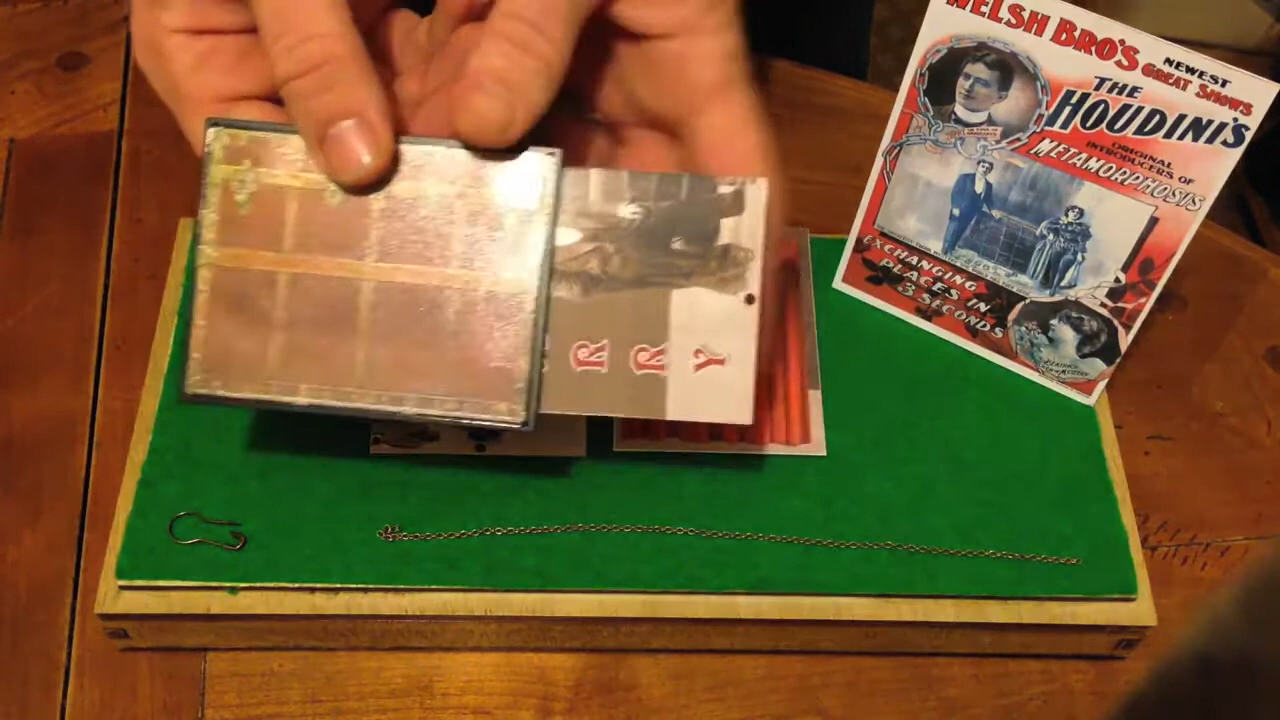 WELSH BRO'S
NEWEST
GREAT SHOWS
THE
HOUDINI'S
ORIGINAL
INTRODUCERS OF
METAMORPHOSIS
EXCHANGING
PLACES IN
3 SECONDS
R R Y